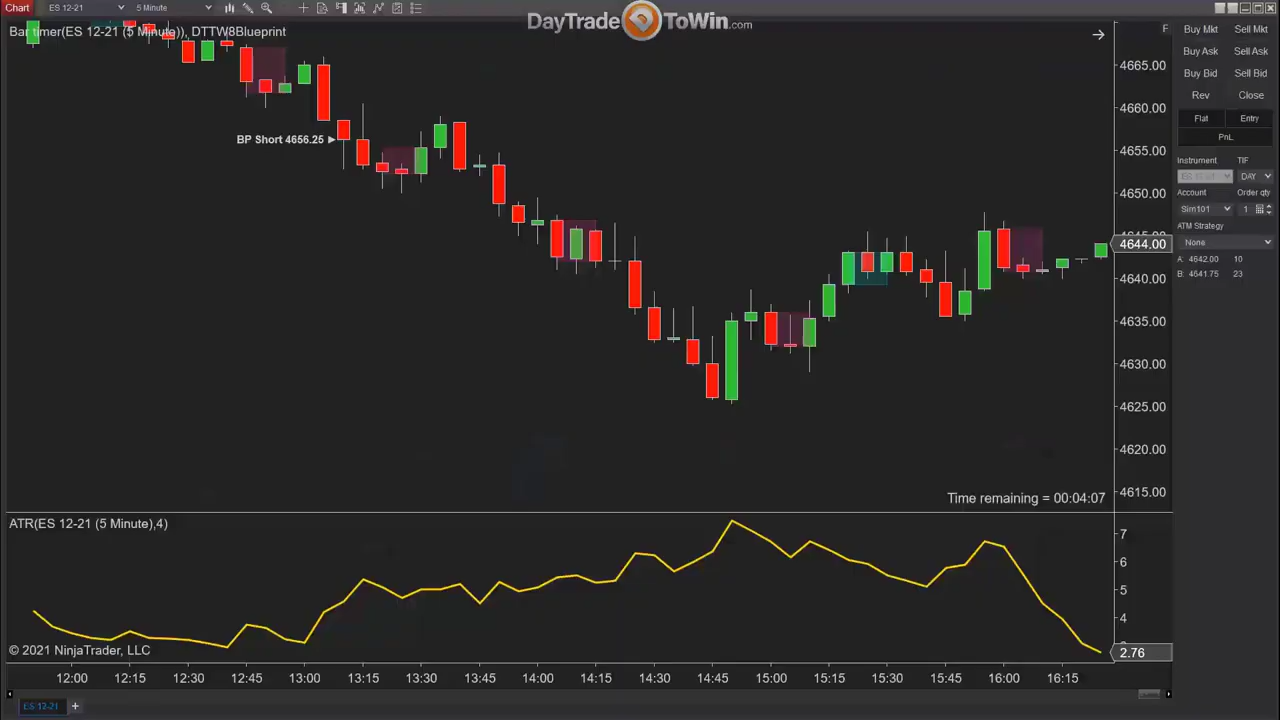 Chart
ES 12-21
5 Minute
DayTradeToWin.com
Bar timer(ES 12-21 (5 Minute)), DTTW8Blueprint
F
BP Short 4656.25
4665.00
4660.00
4655.00
4650.00
4644.00
4640.00
4635.00
4630.00
4625.00
4620.00
4615.00
Time remaining = 00:04:07
Buy Mkt Sell Mkt
Buy Ask Sell Ask
Buy Bid Sell Bid
Rev Close
Flat Entry
PnL
Instrument TIF
ES 12-21 DAY
Account Order qty
Sim101 1
ATM Strategy
None
A: 4642.00 10
B: 4641.75 23
ATR(ES 12-21 (5 Minute),4)
7
6
5
4
2.76
© 2021 NinjaTrader, LLC
12:00 12:15 12:30 12:45 13:00 13:15 13:30 13:45 14:00 14:15 14:30 14:45 15:00 15:15 15:30 15:45 16:00 16:15
ES 12-21 +